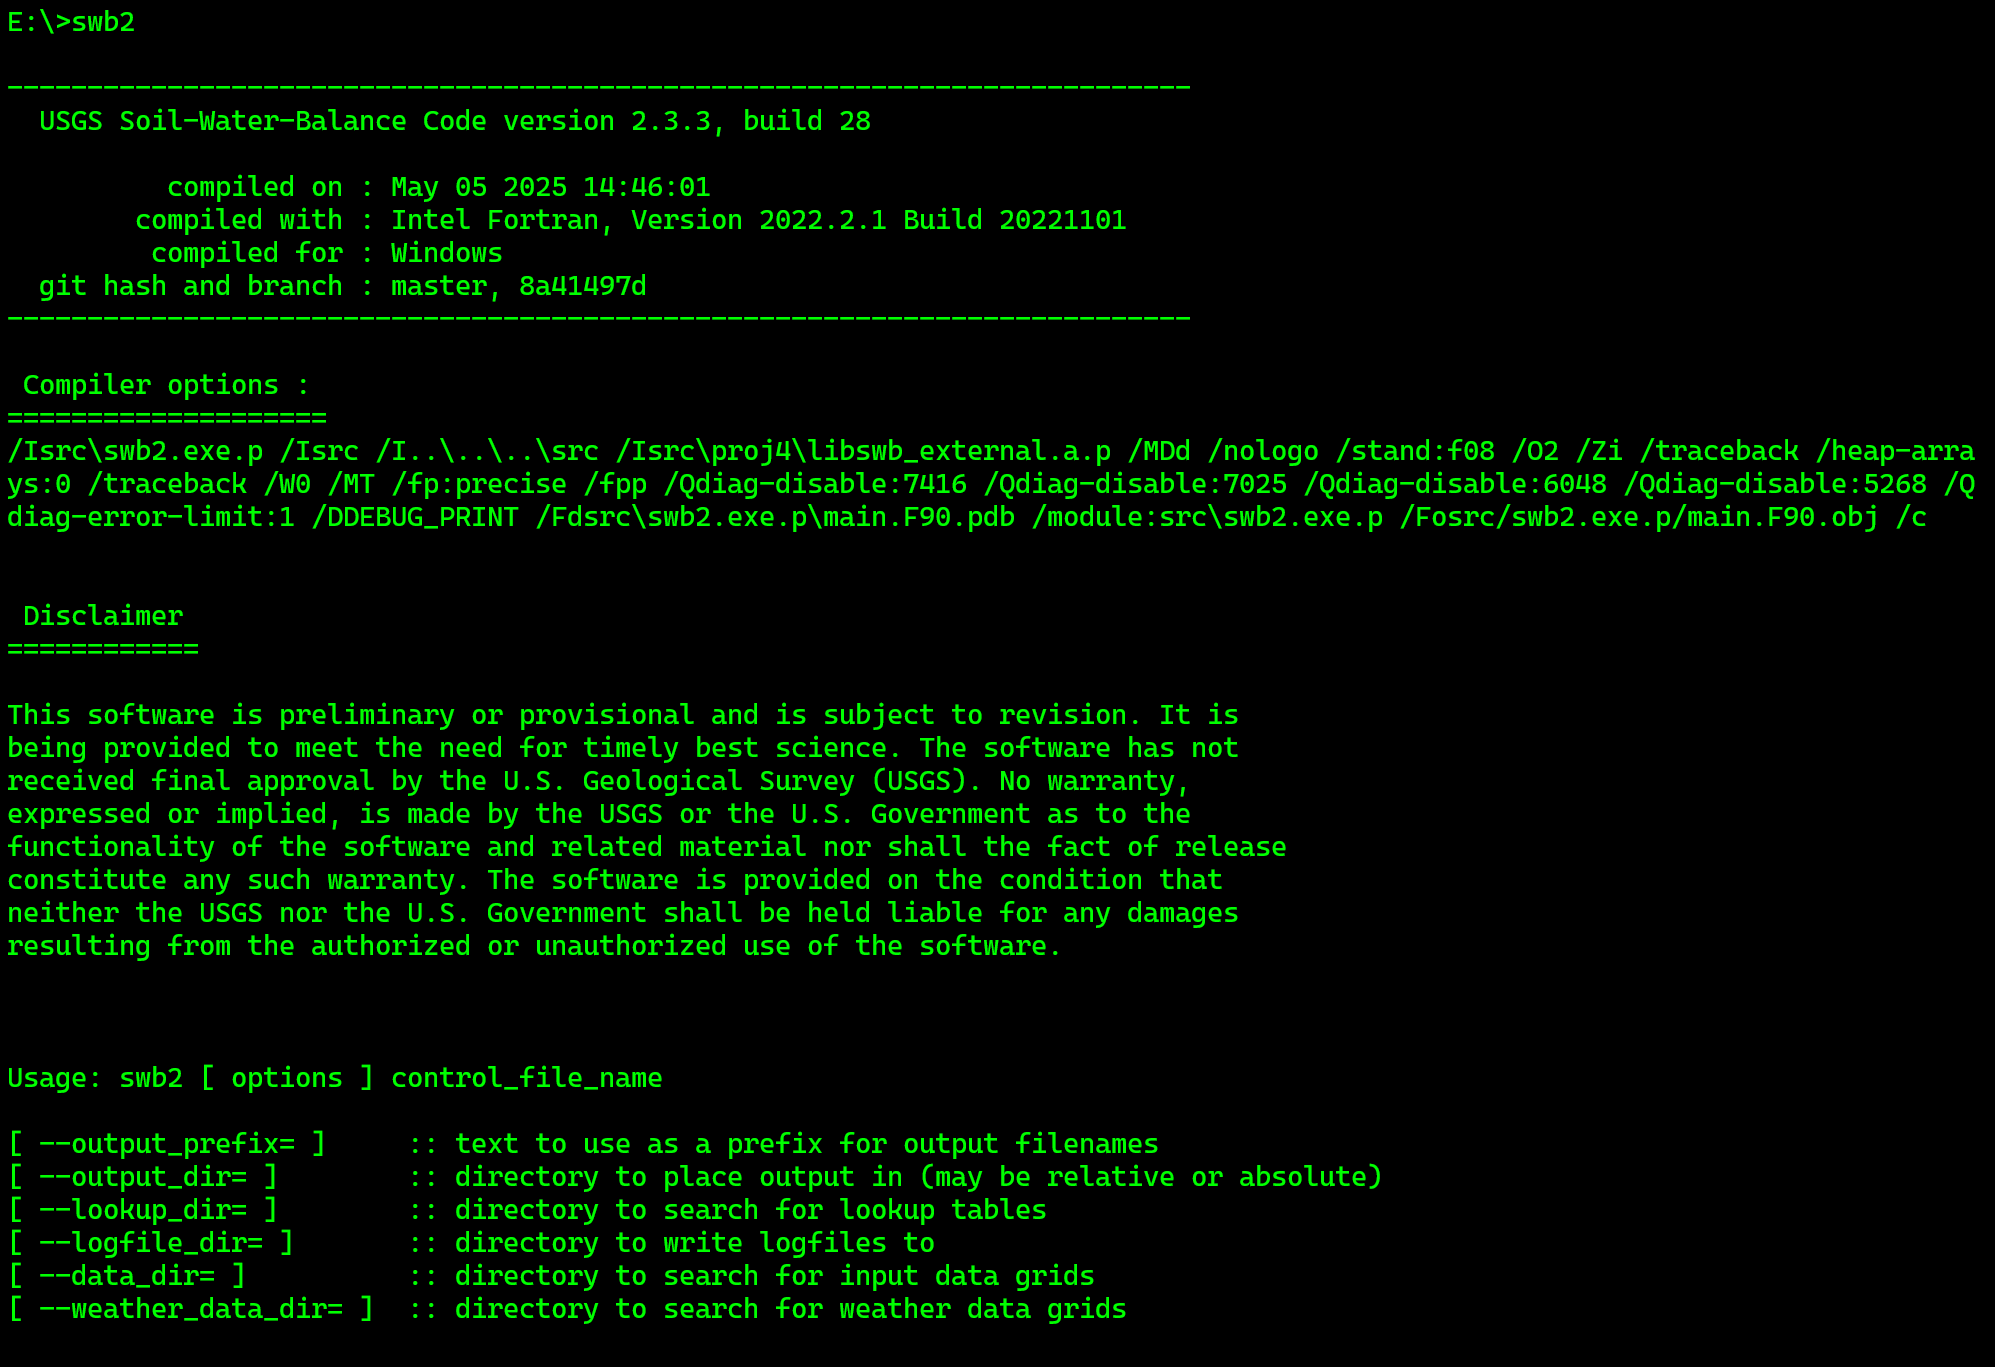 E:\>swb2
--------------------------------------------------------------------------
USGS Soil-Water-Balance Code version 2.3.3, build 28
compiled on : May 05 2025 14:46:01
compiled with : Intel Fortran, Version 2022.2.1 Build 20221101
compiled for : Windows
git hash and branch : master, 8a41497d
--------------------------------------------------------------------------
Compiler options :
====================
/Isrc\swb2.exe.p /Isrc /I..\..\..\src /Isrc\proj4\libswb_external.a.p /MDd /nologo /stand:f08 /O2 /Zi /traceback /heap-arra
ys:0 /traceback /W0 /MT /fp:precise /fpp /Qdiag-disable:7416 /Qdiag-disable:7025 /Qdiag-disable:6048 /Qdiag-disable:5268 /Q
diag-error-limit:1 /DDEBUG_PRINT /Fdsrc\swb2.exe.p\main.F90.pdb /module:src\swb2.exe.p /Fosrc/swb2.exe.p/main.F90.obj /c
Disclaimer
============
This software is preliminary or provisional and is subject to revision. It is
being provided to meet the need for timely best science. The software has not
received final approval by the U.S. Geological Survey (USGS). No warranty,
expressed or implied, is made by the USGS or the U.S. Government as to the
functionality of the software and related material nor shall the fact of release
constitute any such warranty. The software is provided on the condition that
neither the USGS nor the U.S. Government shall be held liable for any damages
resulting from the authorized or unauthorized use of the software.
Usage: swb2 [ options ] control_file_name
[ --output_prefix= ]     :: text to use as a prefix for output filenames
[ --output_dir= ]        :: directory to place output in (may be relative or absolute)
[ --lookup_dir= ]        :: directory to search for lookup tables
[ --logfile_dir= ]       :: directory to write logfiles to
[ --data_dir= ]          :: directory to search for input data grids
[ --weather_data_dir= ]  :: directory to search for weather data grids